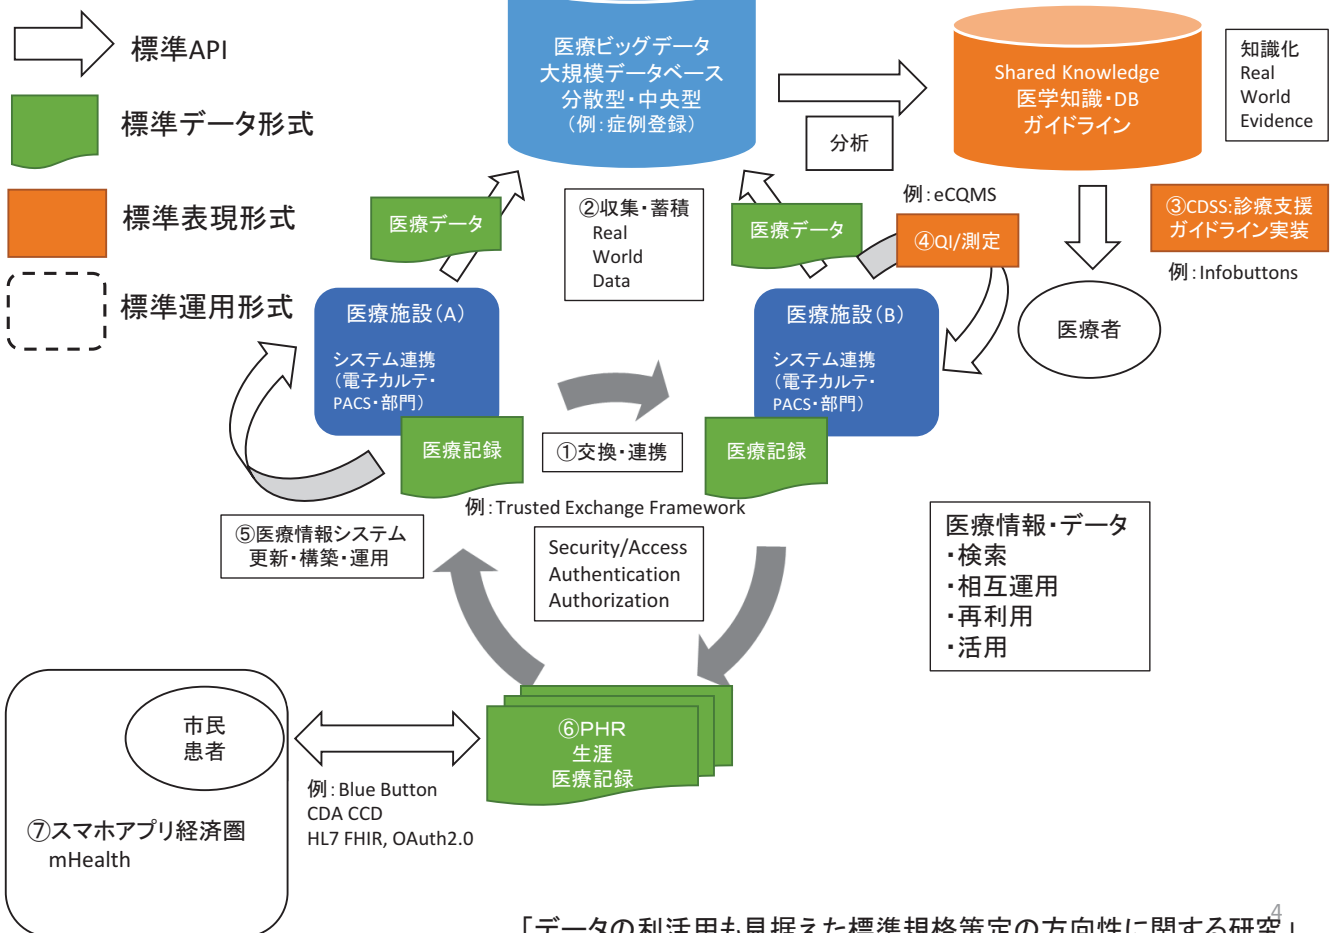 標準API
標準データ形式
標準表現形式
標準運用形式
医療ビッグデータ
大規模データベース
分散型・中央型
(例:症例登録)
分析
Shared Knowledge
医学知識・DB
ガイドライン
知識化
Real
World
Evidence
医療データ
②収集・蓄積
Real
World
Data
医療データ
例:eCQMS
④QI/測定
③CDSS:診療支援
ガイドライン実装
例:Infobuttons
医療者
医療施設(A)
システム連携
(電子カルテ・
PACS・部門)
医療記録
①交換・連携
医療施設(B)
システム連携
(電子カルテ・
PACS・部門)
医療記録
例:Trusted Exchange Framework
Security/Access
Authentication
Authorization
⑤医療情報システム
更新・構築・運用
医療情報・データ
・検索
・相互運用
・再利用
・活用
市民
患者
⑦スマホアプリ経済圏
mHealth
例:Blue Button
CDA CCD
HL7 FHIR, OAuth2.0
⑥PHR
生涯
医療記録
4
「データの利活用も見据えた標準規格策定の方向性に関する研究」